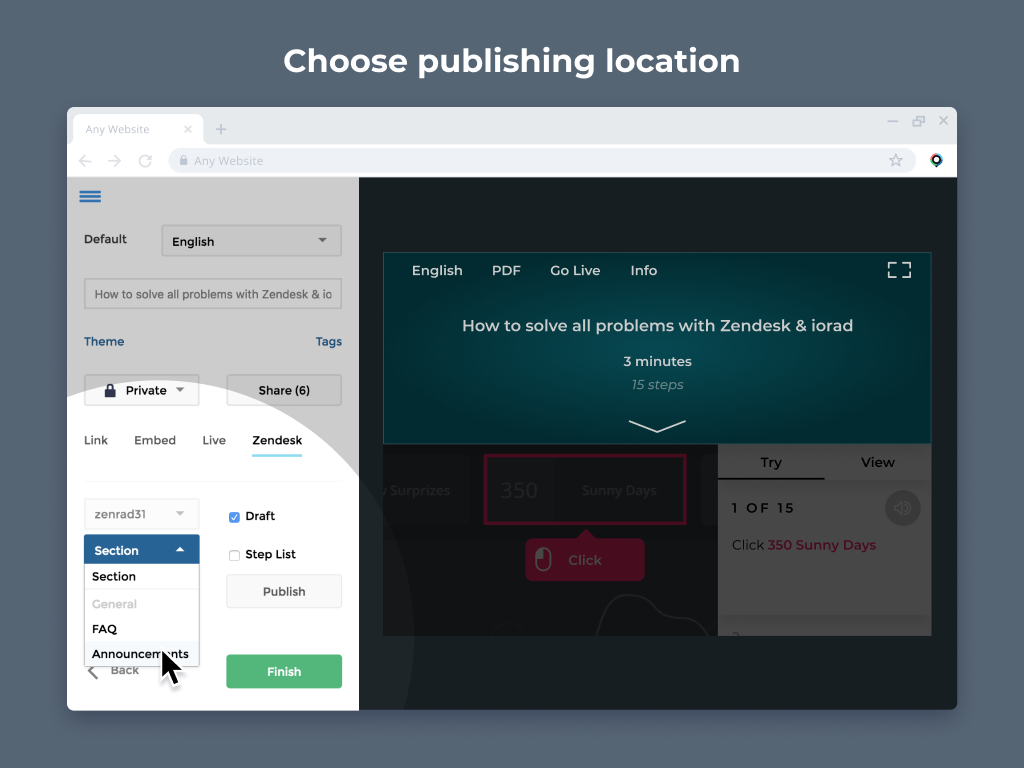 Choose publishing location
Any Website
Any Website
Default
English
How to solve all problems with Zendesk & io
Theme
Tags
Private
Share (6)
Link
Embed
Live
Zendesk
zenrad31
Draft
Section
Step List
Section
General
FAQ
Announcements
Publish
Back
Finish
English
PDF
Go Live
Info
How to solve all problems with Zendesk & iorad
3 minutes
15 steps
Surprizes
350
Sunny Days
Click
Try
View
1 OF 15
Click 350 Sunny Days